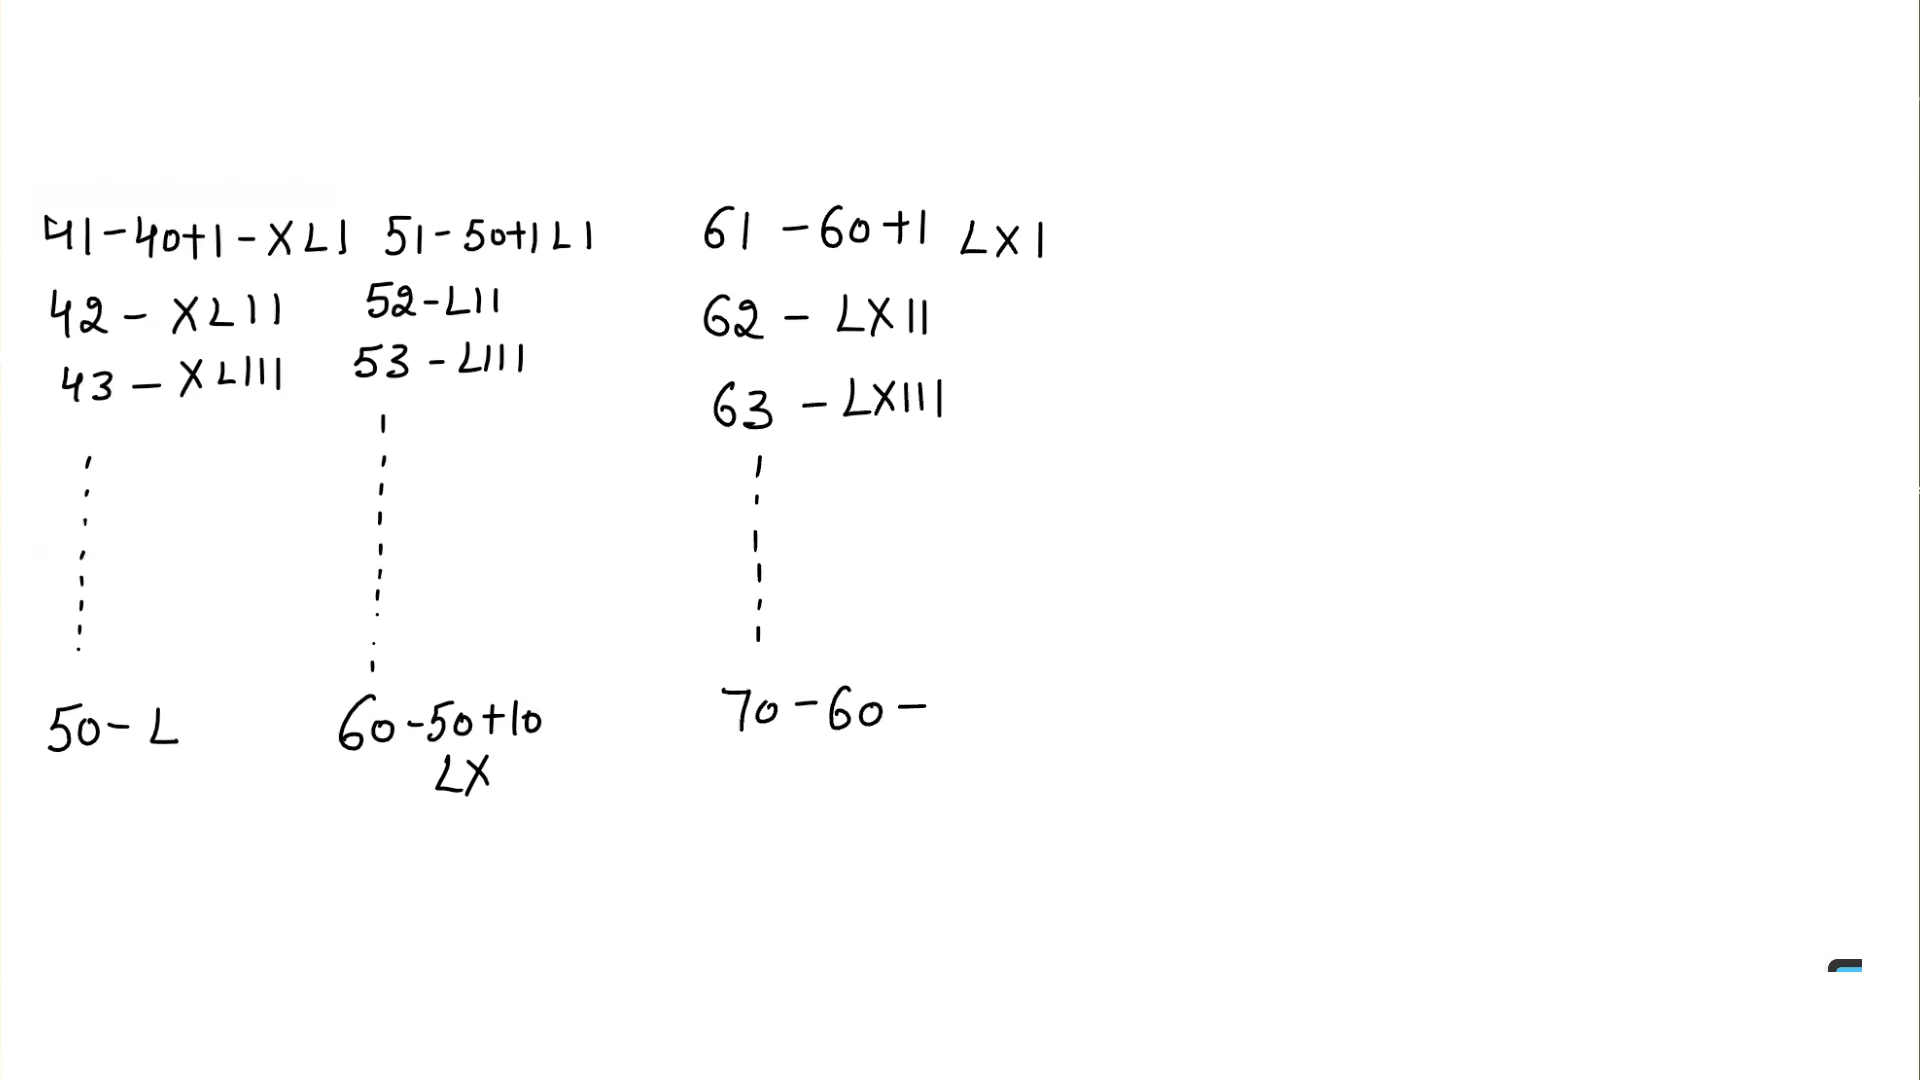 41-40+1-XLI
42 - XLII
43 - XLIII
50- L
51-50+1 LI
52-LII
53-LIII
60-50+10
LX
61 -60+1 LXI
62 - LXII
63 - LXIII
70-60-